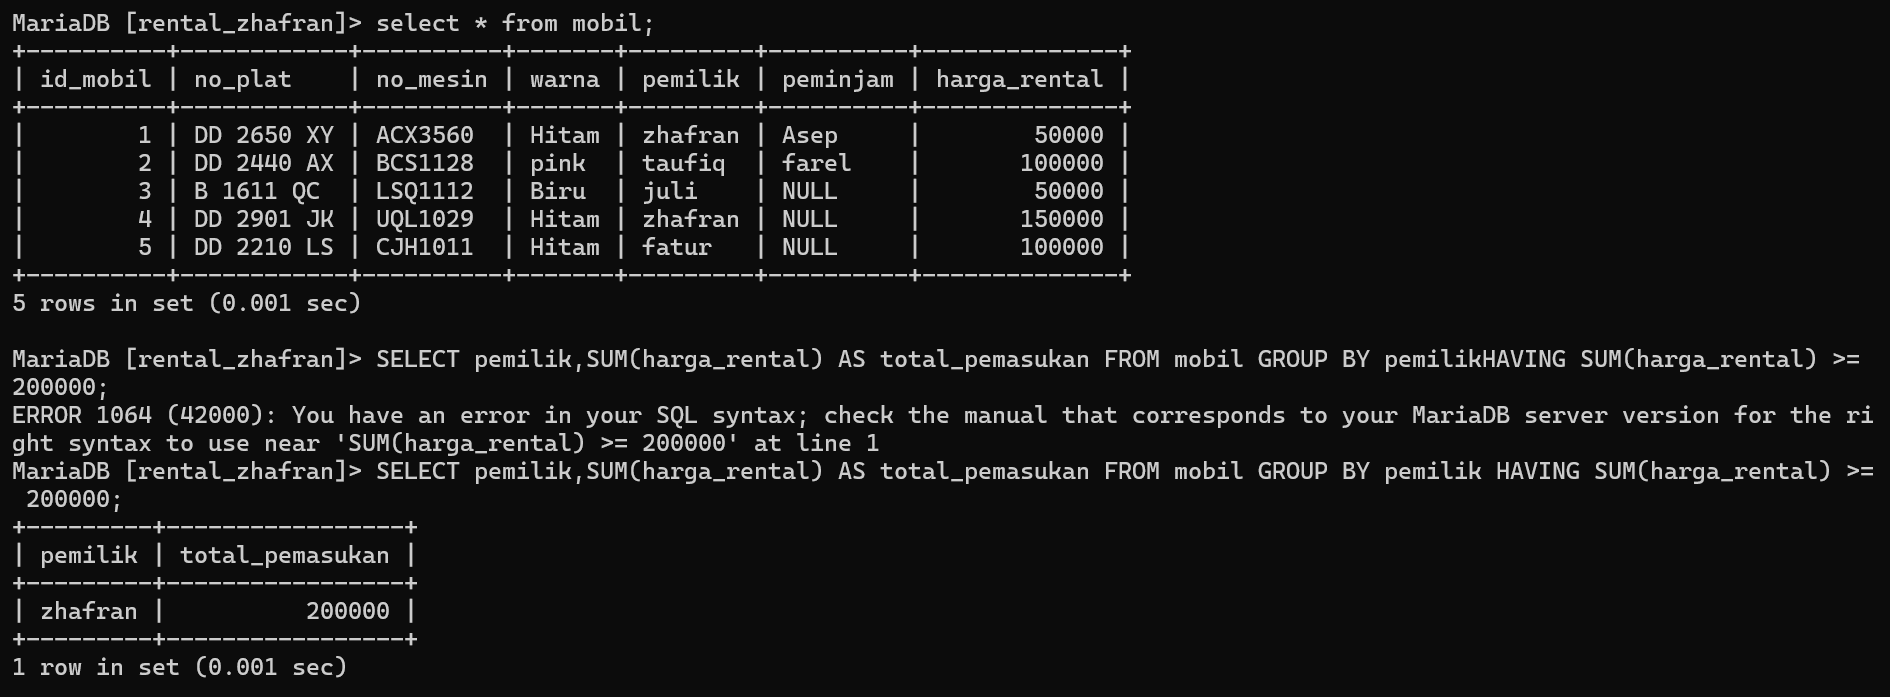 MariaDB [rental_zhafran]> select * from mobil;
+----------+------------+----------+-------+---------+----------+--------------+
| id_mobil | no_plat    | no_mesin | warna | pemilik | peminjam | harga_rental |
+----------+------------+----------+-------+---------+----------+--------------+
|        1 | DD 2650 XY | ACX3560  | Hitam | zhafran | Asep     |        50000 |
|        2 | DD 2440 AX | BCS1128  | pink  | taufiq  | farel    |       100000 |
|        3 | B 1611 QC  | LSQ1112  | Biru  | juli    | NULL     |        50000 |
|        4 | DD 2901 JK | UQL1029  | Hitam | zhafran | NULL     |       150000 |
|        5 | DD 2210 LS | CJH1011  | Hitam | fatur   | NULL     |       100000 |
+----------+------------+----------+-------+---------+----------+--------------+
5 rows in set (0.001 sec)

MariaDB [rental_zhafran]> SELECT pemilik,SUM(harga_rental) AS total_pemasukan FROM mobil GROUP BY pemilikHAVING SUM(harga_rental) >=
200000;
ERROR 1064 (42000): You have an error in your SQL syntax; check the manual that corresponds to your MariaDB server version for the ri
ght syntax to use near 'SUM(harga_rental) >= 200000' at line 1
MariaDB [rental_zhafran]> SELECT pemilik,SUM(harga_rental) AS total_pemasukan FROM mobil GROUP BY pemilik HAVING SUM(harga_rental) >=
 200000;
+---------+-----------------+
| pemilik | total_pemasukan |
+---------+-----------------+
| zhafran |          200000 |
+---------+-----------------+
1 row in set (0.001 sec)